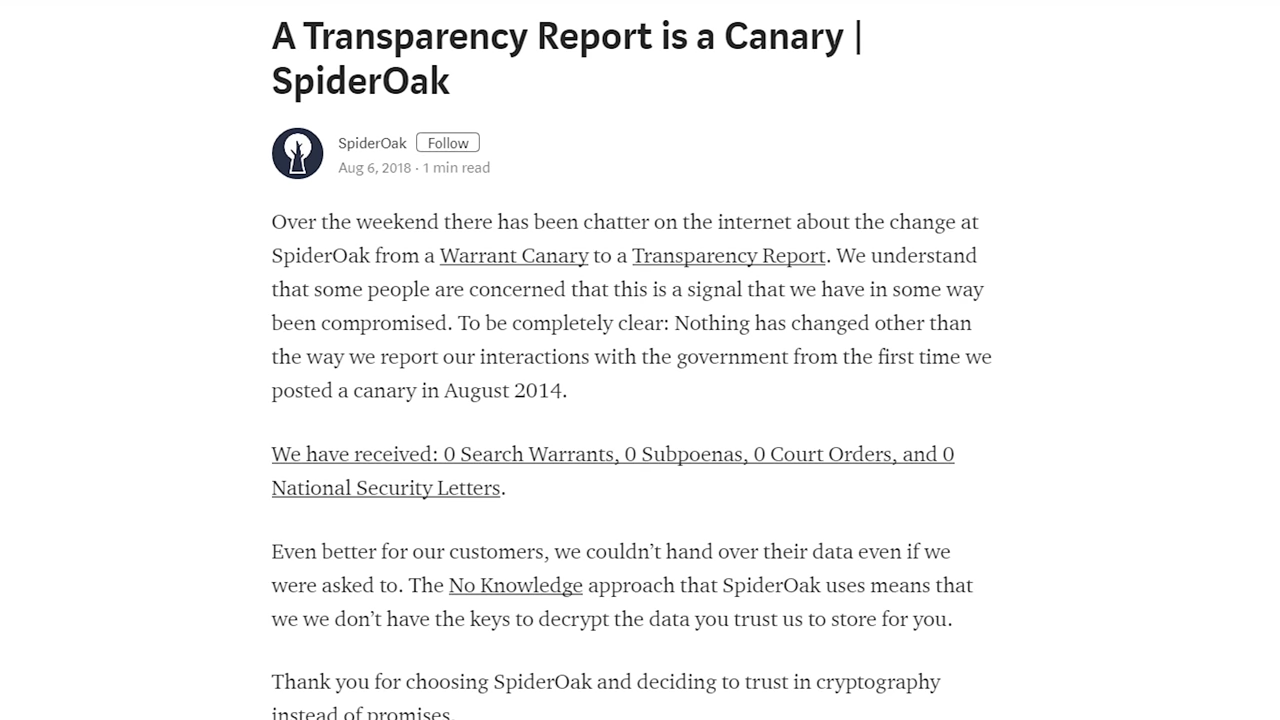 A Transparency Report is a Canary |
SpiderOak
SpiderOak Follow
Aug 6, 2018 · 1 min read
Over the weekend there has been chatter on the internet about the change at
SpiderOak from a Warrant Canary to a Transparency Report. We understand
that some people are concerned that this is a signal that we have in some way
been compromised. To be completely clear: Nothing has changed other than
the way we report our interactions with the government from the first time we
posted a canary in August 2014.
We have received: 0 Search Warrants, 0 Subpoenas, 0 Court Orders, and 0
National Security Letters.
Even better for our customers, we couldn’t hand over their data even if we
were asked to. The No Knowledge approach that SpiderOak uses means that
we we don’t have the keys to decrypt the data you trust us to store for you.
Thank you for choosing SpiderOak and deciding to trust in cryptography
instead of promises.